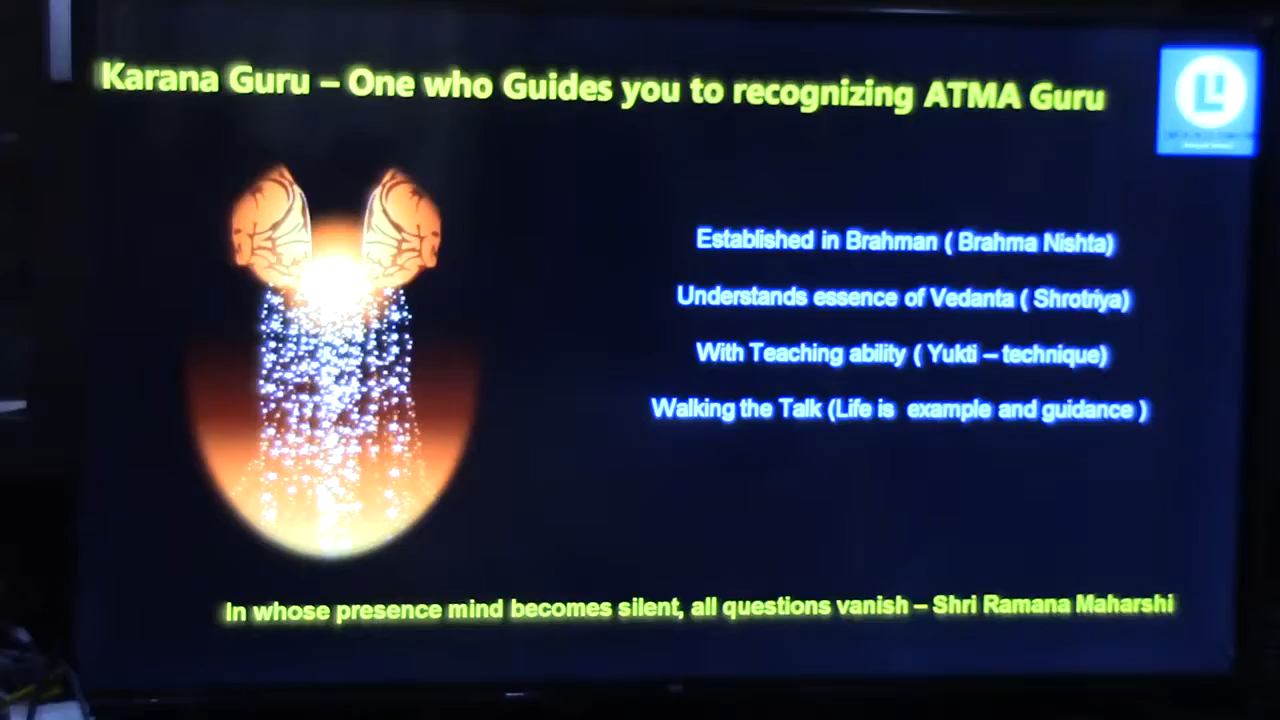 Karana Guru – One who Guides you to recognizing ATMA Guru
Established in Brahman ( Brahma Nishta)
Understands essence of Vedanta ( Shrotriya)
With Teaching ability ( Yukti – technique)
Walking the Talk (Life is example and guidance )
In whose presence mind becomes silent, all questions vanish – Shri Ramana Maharshi